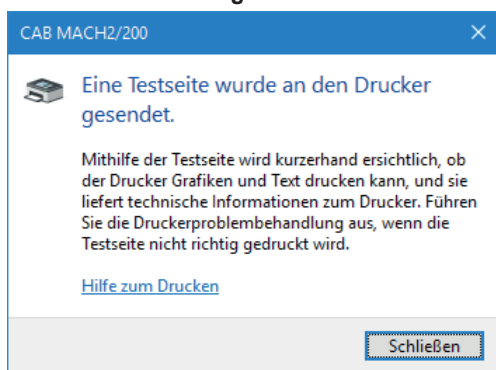 CAB MACH2/200
Eine Testseite wurde an den Drucker
gesendet.
Mithilfe der Testseite wird kurzerhand ersichtlich, ob
der Drucker Grafiken und Text drucken kann, und sie
liefert technische Informationen zum Drucker. Führen
Sie die Druckerproblembehandlung aus, wenn die
Testseite nicht richtig gedruckt wird.
Hilfe zum Drucken
Schließen